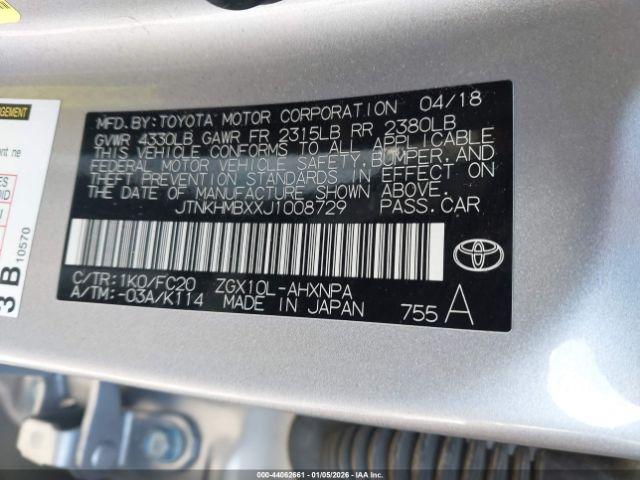 MFD.BY:TOYOTA MOTOR CORPORATION 04/18
GVWR 4330LB GAWR FR 2315LB RR 2380LB
THIS VEHICLE CONFORMS TO ALL APPLICABLE
FEDERAL MOTOR VEHICLE SAFETY, BUMPER, AND
THEFT PREVENTION STANDARDS IN EFFECT ON
THE DATE OF MANUFACTURE SHOWN ABOVE.
JTNKHMBXXJ1008729 PASS.CAR
C/TR:1K0/FC20 ZGX10L-AHXNPA
A/TM:-03A/K114 MADE IN JAPAN 755A
3B 10570
000-44062661 - 01/05/2026 - IAA Inc.